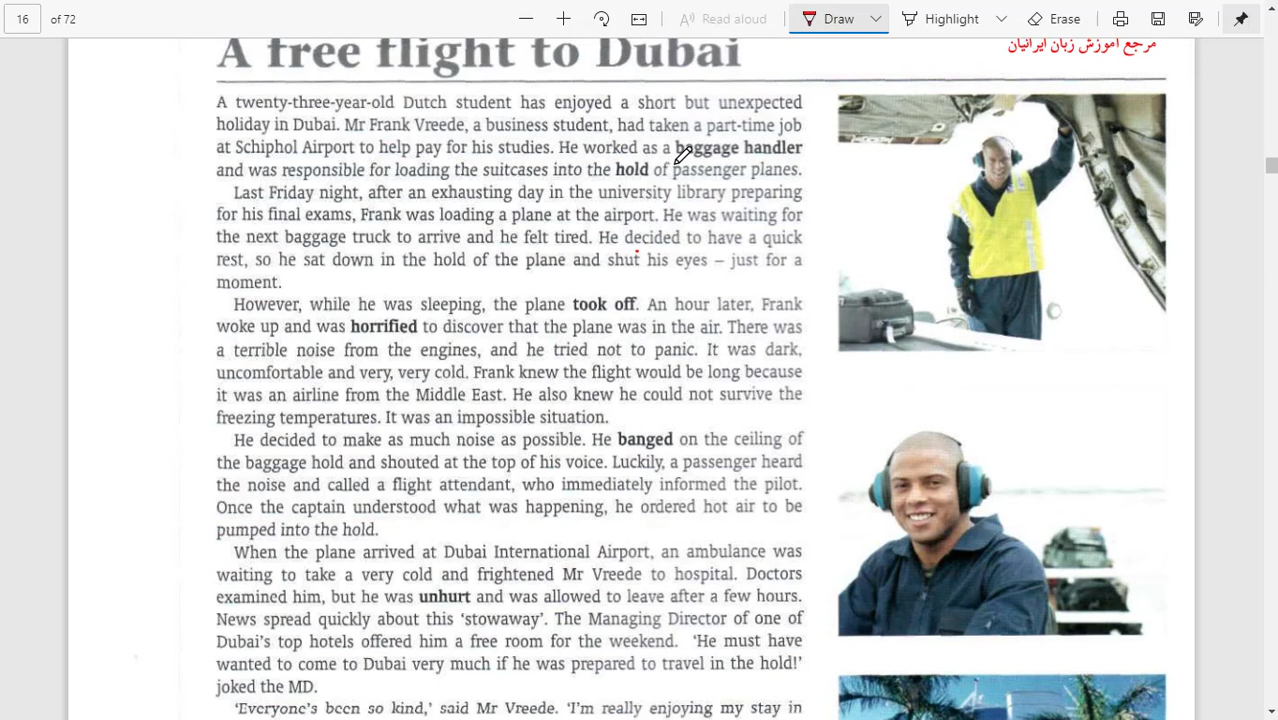 16 of 72
Read aloud
Draw
Highlight
Erase
A free flight to Dubai
مرجع آموزش زبان ایرانیان
A twenty-three-year-old Dutch student has enjoyed a short but unexpected
holiday in Dubai. Mr Frank Vreede, a business student, had taken a part-time job
at Schiphol Airport to help pay for his studies. He worked as a baggage handler
and was responsible for loading the suitcases into the hold of passenger planes.
Last Friday night, after an exhausting day in the university library preparing
for his final exams, Frank was loading a plane at the airport. He was waiting for
the next baggage truck to arrive and he felt tired. He decided to have a quick
rest, so he sat down in the hold of the plane and shut his eyes – just for a
moment.
However, while he was sleeping, the plane took off. An hour later, Frank
woke up and was horrified to discover that the plane was in the air. There was
a terrible noise from the engines, and he tried not to panic. It was dark,
uncomfortable and very, very cold. Frank knew the flight would be long because
it was an airline from the Middle East. He also knew he could not survive the
freezing temperatures. It was an impossible situation.
He decided to make as much noise as possible. He banged on the ceiling of
the baggage hold and shouted at the top of his voice. Luckily, a passenger heard
the noise and called a flight attendant, who immediately informed the pilot.
Once the captain understood what was happening, he ordered hot air to be
pumped into the hold.
When the plane arrived at Dubai International Airport, an ambulance was
waiting to take a very cold and frightened Mr Vreede to hospital. Doctors
examined him, but he was unhurt and was allowed to leave after a few hours.
News spread quickly about this ‘stowaway’. The Managing Director of one of
Dubai’s top hotels offered him a free room for the weekend. ‘He must have
wanted to come to Dubai very much if he was prepared to travel in the hold!’
joked the MD.
‘Everyone’s been so kind,’ said Mr Vreede. ‘I’m really enjoying my stay in